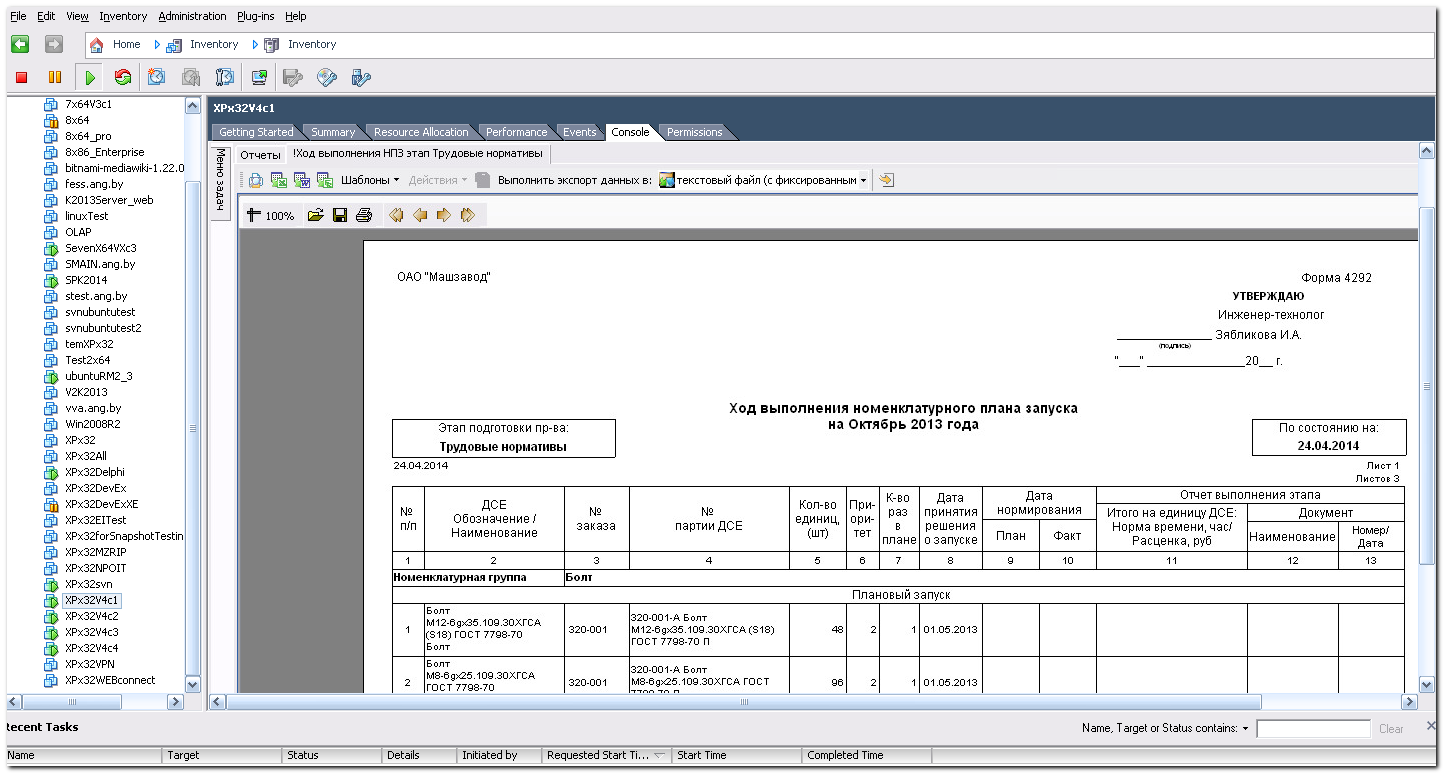 File Edit View Inventory Administration Plug-ins Help
Home Inventory Inventory
7x64V3c1
8x64
8x64_pro
8x86_Enterprise
bitnami-mediawiki-1.22.0
fess.ang.by
K2013Server_web
linuxTest
OLAP
SevenX64VXc3
SMAIN.ang.by
SPK2014
stest.ang.by
svnubuntutest
svnubuntutest2
temXPx32
Test2x64
ubuntuRM2_3
V2K2013
vva.ang.by
Win2008R2
XPx32
XPx32All
XPx32Delphi
XPx32DevEx
XPx32DevExXE
XPx32EITest
XPx32forSnapshotTestin
XPx32MZRIP
XPx32NPOIT
XPx32svn
XPx32V4c1
XPx32V4c2
XPx32V4c3
XPx32V4c4
XPx32VPN
XPx32WEBconnect
XPx32V4c1
Getting Started Summary Resource Allocation Performance Events Console Permissions
Меню задач
Отчеты !Ход выполнения НПЗ этап Трудовые нормативы
Шаблоны Действия Выполнить экспорт данных в: текстовый файл (с фиксированным
100%
ОАО "Машзавод" Форма 4292
УТВЕРЖДАЮ
Инженер-технолог
____________ Зябликова И.А.
(подпись)
"___" ______________20__ г.
Ход выполнения номенклатурного плана запуска
на Октябрь 2013 года
Этап подготовки пр-ва:
Трудовые нормативы
По состоянию на:
24.04.2014
24.04.2014
Лист 1
Листов 3
№ п/п
ДСЕ Обозначение / Наименование
№ заказа
№ партии ДСЕ
Кол-во единиц, (шт)
При-ори-тет
К-во раз в плане
Дата принятия решения о запуске
Дата нормирования
План Факт
Отчет выполнения этапа
Итого на единицу ДСЕ: Норма времени, час/ Расценка, руб
Документ
Наименование
Номер/ Дата
1 2 3 4 5 6 7 8 9 10 11 12 13
Номенклатурная группа Болт
Плановый запуск
1
Болт
М12-6gx35.109.30ХГСА
(S18) ГОСТ 7798-70
Болт
320-001
320-001-А Болт
М12-6gx35.109.30ХГСА (S18)
ГОСТ 7798-70 П
48 2 1 01.05.2013
2
Болт
М8-6gx25.109.30ХГСА
ГОСТ 7798-70
320-001
320-001-А Болт
М8-6gx25.109.30ХГСА ГОСТ
7798-70 П
96 2 1 01.05.2013
Recent Tasks
Name, Target or Status contains: Clear
Name Target Status Details Initiated by Requested Start Ti... Start Time Completed Time